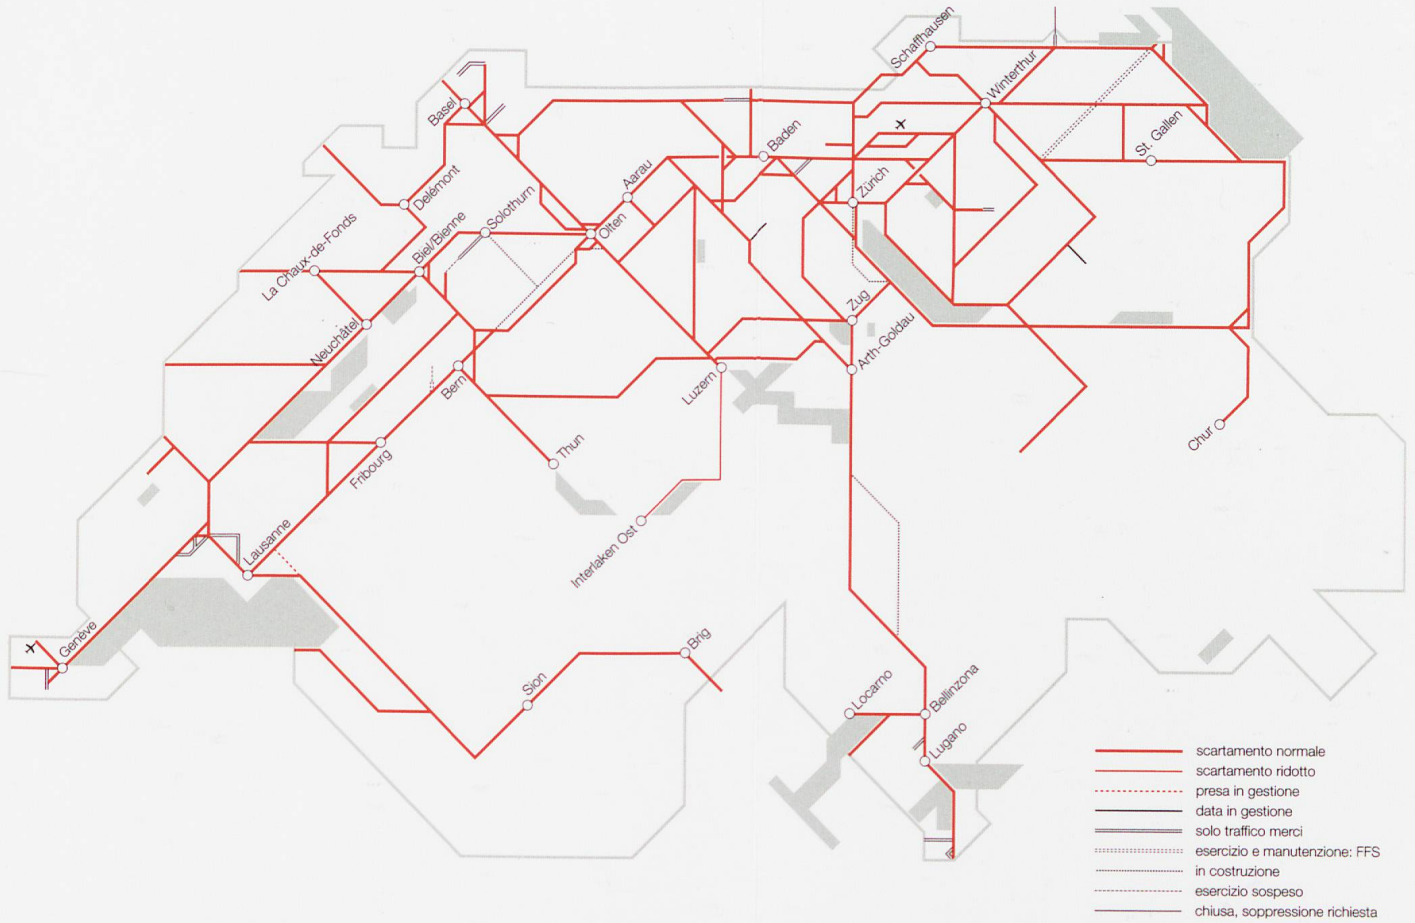 Schaffhausen
Winterthur
Basel
Baden
St. Gallen
Aarau
Delémont
Zürich
Solothurn
Olten
Biel/Bienne
La Chaux-de-Fonds
Neuchâtel
Zug
Arth-Goldau
Luzern
Bern
Chur
Thun
Fribourg
Interlaken Ost
Lausanne
Genève
Brig
Sion
Locarno
Bellinzona
Lugano
scartamento normale
scartamento ridotto
presa in gestione
data in gestione
solo traffico merci
esercizio e manutenzione: FFS
in costruzione
esercizio sospeso
chiusa, soppressione richiesta